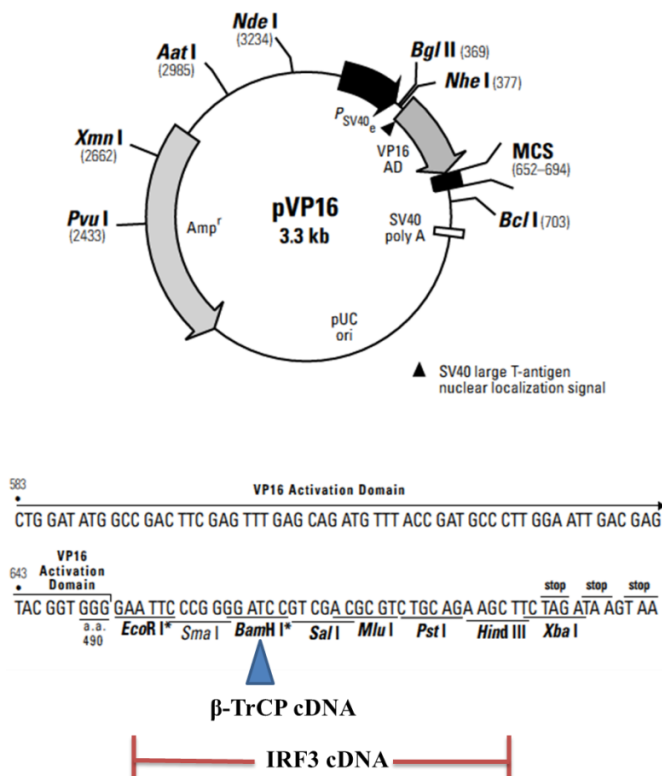 Nde I
(3234)
Aat I
(2985)
Bgl II (369)
Nhe I (377)
PSV40e
VP16
AD
Xmn I
(2662)
MCS
(652–694)
pVP16
3.3 kb
Pvu I
(2433)
Ampr
SV40
poly A
Bcl I (703)
pUC
ori
▲ SV40 large T-antigen
nuclear localization signal
583
VP16 Activation Domain
CTG GAT ATG GCC GAC TTC GAG TTT GAG CAG ATG TTT ACC GAT GCC CTT GGA ATT GAC GAG
643
VP16
Activation
Domain
stop stop stop
TAC GGT GGG GAA TTC CCG GGG ATC CGT CGA CGC GTC TGC AGA AGC TTC TAG ATA AGT AA
a.a.
490
EcoR I* Sma I BamH I* Sal I Mlu I Pst I Hind III Xba I
β-TrCP cDNA
IRF3 cDNA